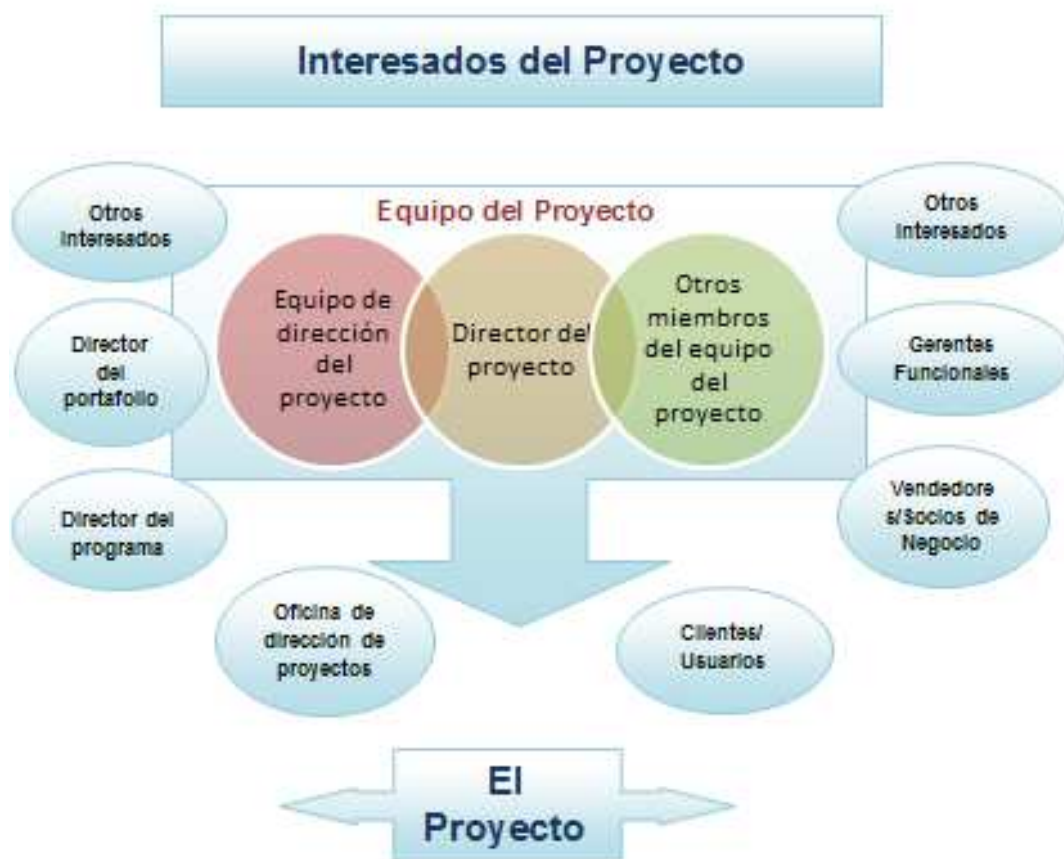 Interesados del Proyecto
Otros
Interesados
Equipo del Proyecto
Otros
Interesados
Equipo de
dirección
del
proyecto
Director del
proyecto
Otros
miembros
del equipo
del
proyecto
Director
del
portafolio
Gerentes
Funcionales
Director del
programa
Vendedore
s/Socios de
Negocio
Oficina de
dirección de
proyectos
Clientes/
Usuarios
El
Proyecto